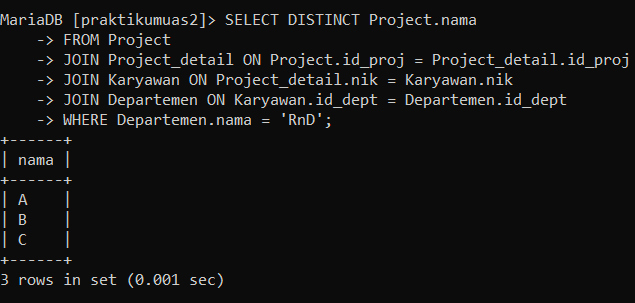 MariaDB [praktikumuas2]> SELECT DISTINCT Project.nama
    -> FROM Project
    -> JOIN Project_detail ON Project.id_proj = Project_detail.id_proj
    -> JOIN Karyawan ON Project_detail.nik = Karyawan.nik
    -> JOIN Departemen ON Karyawan.id_dept = Departemen.id_dept
    -> WHERE Departemen.nama = 'RnD';
+------+
| nama |
+------+
| A    |
| B    |
| C    |
+------+
3 rows in set (0.001 sec)